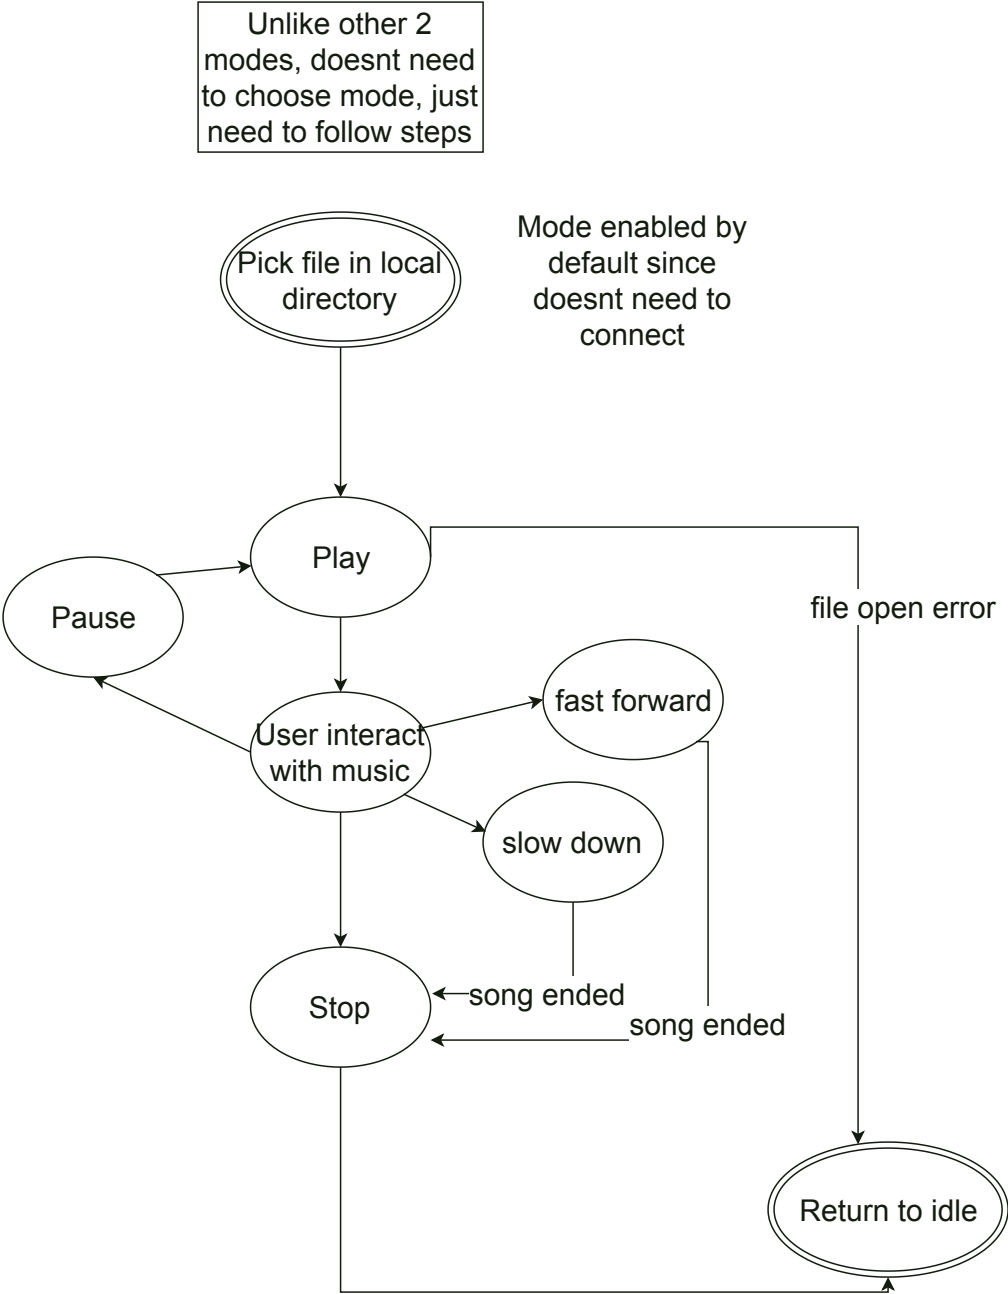 Unlike other 2
modes, doesnt need
to choose mode, just
need to follow steps
Pick file in local
directory
Mode enabled by
default since
doesnt need to
connect
Play
Pause
file open error
User interact
with music
fast forward
slow down
song ended
Stop
song ended
Return to idle